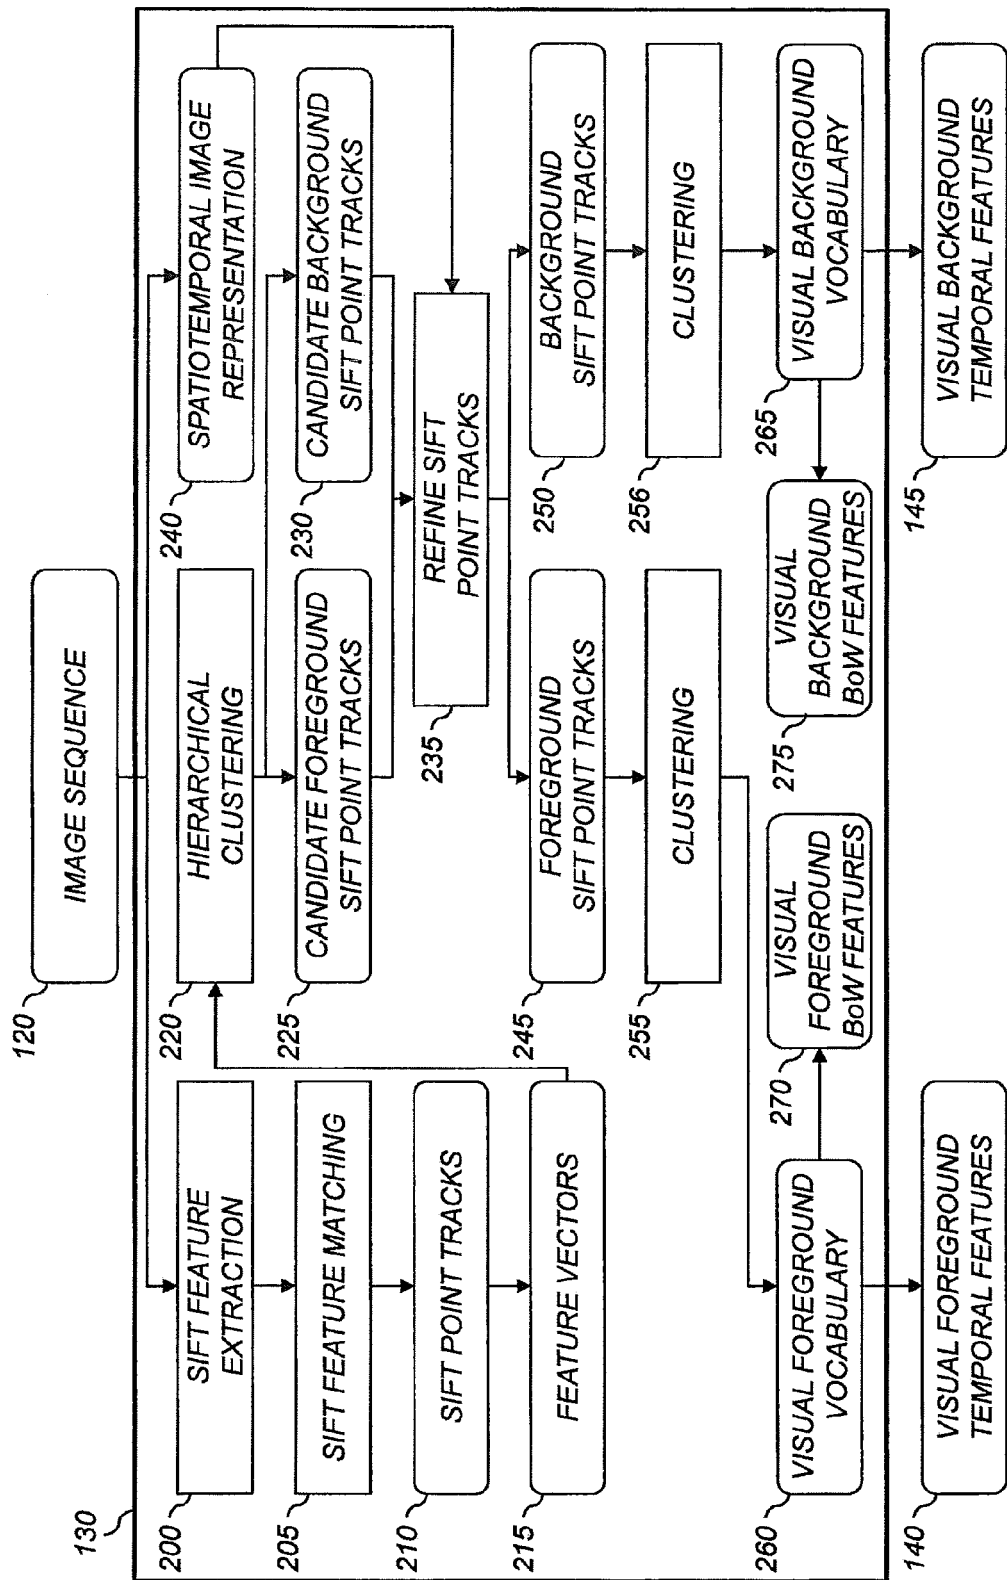 120
IMAGE SEQUENCE
130
200
SIFT FEATURE
EXTRACTION
205
SIFT FEATURE MATCHING
210
SIFT POINT TRACKS
215
FEATURE VECTORS
220
HIERARCHICAL
CLUSTERING
225
CANDIDATE FOREGROUND
SIFT POINT TRACKS
240
SPATIOTEMPORAL IMAGE
REPRESENTATION
230
CANDIDATE BACKGROUND
SIFT POINT TRACKS
235
REFINE SIFT
POINT TRACKS
245
FOREGROUND
SIFT POINT TRACKS
250
BACKGROUND
SIFT POINT TRACKS
255
CLUSTERING
256
CLUSTERING
260
VISUAL FOREGROUND
VOCABULARY
270
VISUAL
FOREGROUND
BoW FEATURES
275
VISUAL
BACKGROUND
BoW FEATURES
265
VISUAL BACKGROUND
VOCABULARY
140
VISUAL FOREGROUND
TEMPORAL FEATURES
145
VISUAL BACKGROUND
TEMPORAL FEATURES